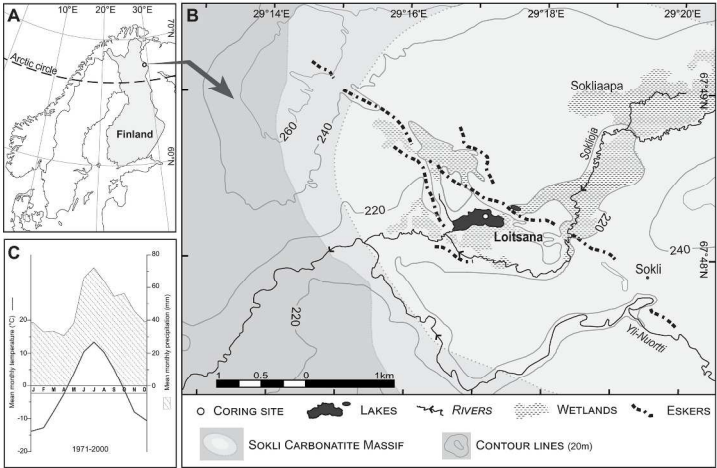 A
10°E
20°E
30°E
70°N
Arctic circle
Finland
60°N
B
29°14'E
29°16'E
29°18'E
29°20'E
67°49'N
67°48'N
Sokliaapa
Soklioja
260
240
220
220
220
240
Loitsana
Sokli
Yli-Nuortti
1 0.5 0 1km
C
Mean monthly temperature (°C)
20
10
0
-10
-20
J F M A M J J A S O N D
80
60
40
20
0
Mean monthly precipitation (mm)
1971-2000
CORING SITE
LAKES
RIVERS
WETLANDS
ESKERS
SOKLI CARBONATITE MASSIF
CONTOUR LINES (20m)